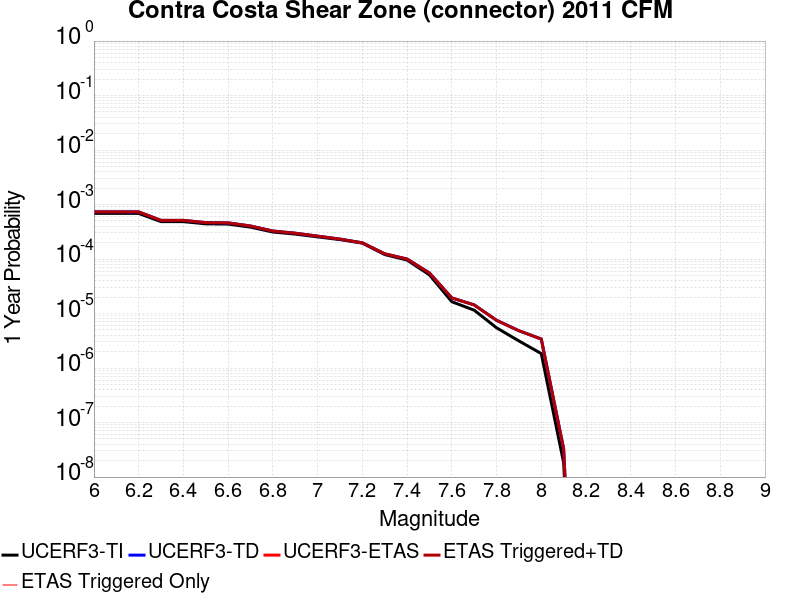 Contra Costa Shear Zone (connector) 2011 CFM
10^0
10^-1
10^-2
10^-3
10^-4
10^-5
10^-6
10^-7
10^-8
1 Year Probability
6 6.2 6.4 6.6 6.8 7 7.2 7.4 7.6 7.8 8 8.2 8.4 8.6 8.8 9
Magnitude
UCERF3-TI UCERF3-TD UCERF3-ETAS ETAS Triggered+TD
ETAS Triggered Only